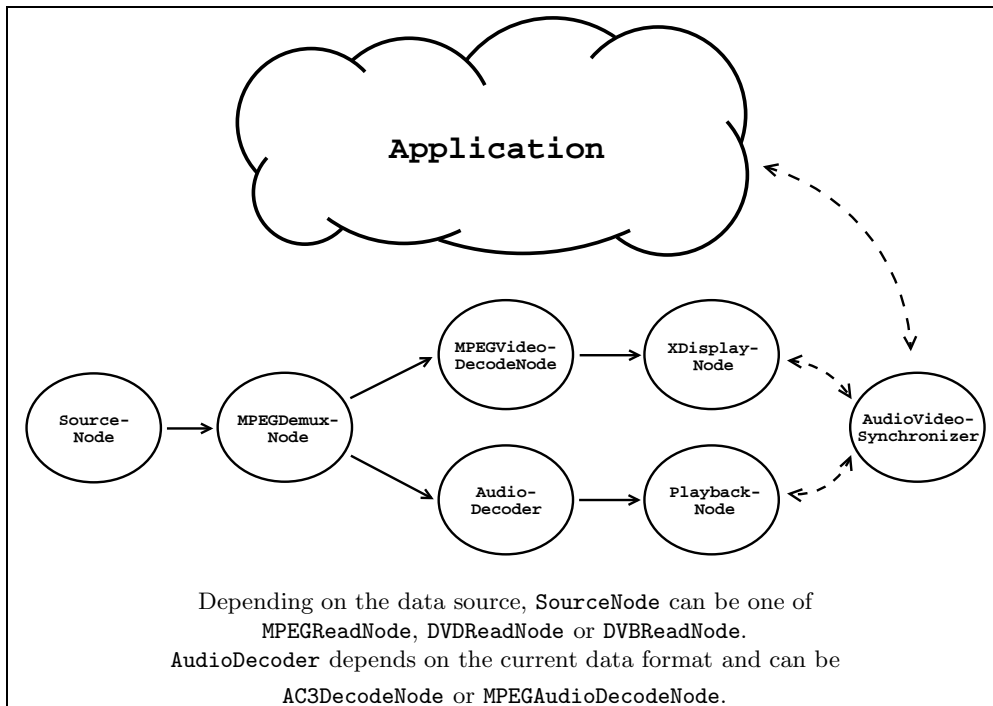 Application
MPEGVideo-
DecodeNode
XDisplay-
Node
Source-
Node
MPEGDemux-
Node
AudioVideo-
Synchronizer
Audio-
Decoder
Playback-
Node
Depending on the data source, SourceNode can be one of
MPEGReadNode, DVDReadNode or DVBReadNode.
AudioDecoder depends on the current data format and can be
AC3DecodeNode or MPEGAudioDecodeNode.